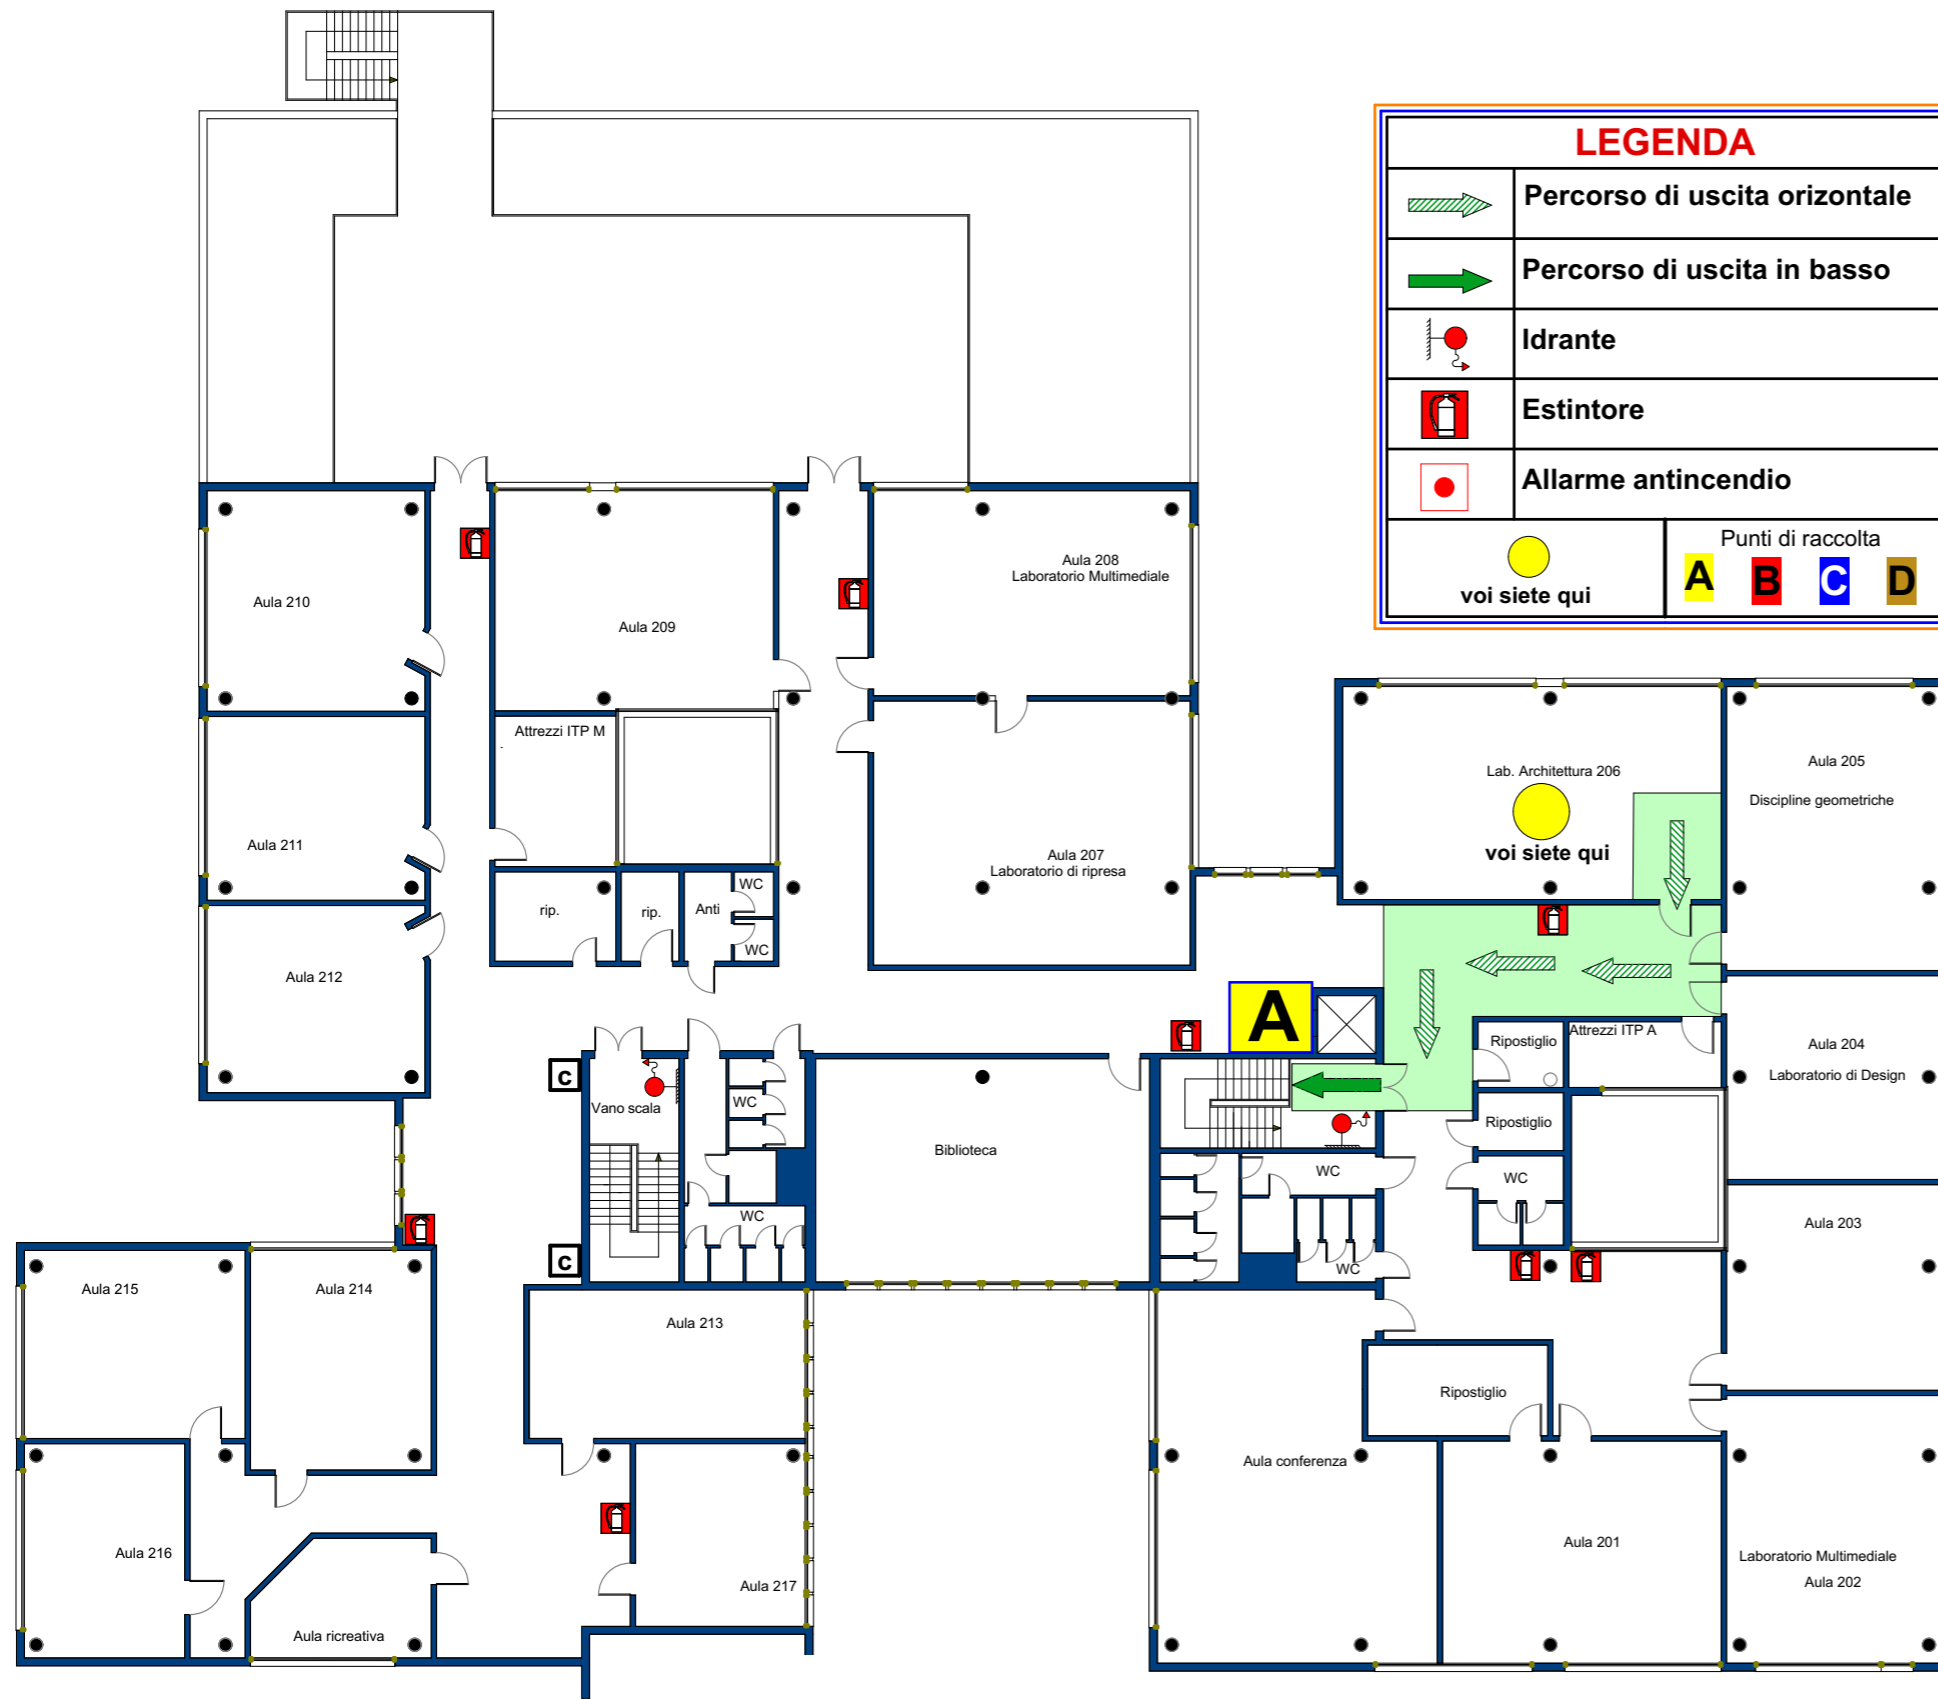 LEGENDA
Percorso di uscita orizontale
Percorso di uscita in basso
Idrante
Estintore
Allarme antincendio
voi siete qui
Punti di raccolta
A B C D
Aula 210
Aula 209
Aula 208
Laboratorio Multimediale
Attrezzi ITP M
Aula 211
Aula 207
Laboratorio di ripresa
Lab. Architettura 206
voi siete qui
Aula 205
Discipline geometriche
rip.
rip.
Anti
WC
WC
Aula 212
A
Ripostiglio
Attrezzi ITP A
Aula 204
Laboratorio di Design
c
Vano scala
WC
Biblioteca
Ripostiglio
WC
WC
Aula 203
WC
c
WC
Aula 215
Aula 214
Aula 213
Ripostiglio
Aula conferenza
Aula 216
Aula 217
Aula ricreativa
Aula 201
Laboratorio Multimediale
Aula 202